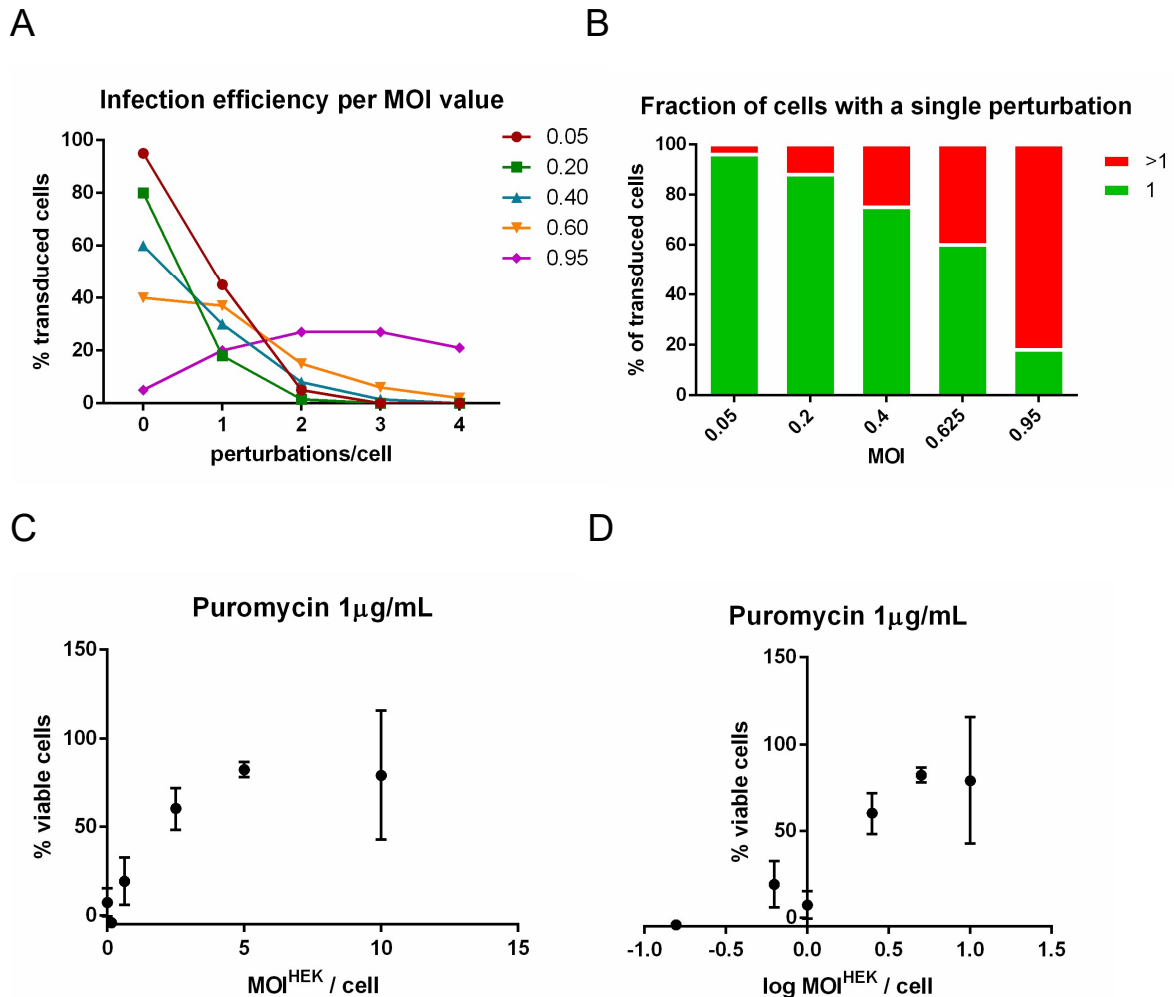 A
Infection efficiency per MOI value
% transduced cells
100
80
60
40
20
0
0 1 2 3 4
perturbations/cell
0.05
0.20
0.40
0.60
0.95
B
Fraction of cells with a single perturbation
% of transduced cells
100
80
60
40
20
0
0.05 0.2 0.4 0.625 0.95
MOI
>1
1
C
Puromycin 1µg/mL
% viable cells
150
100
50
0
0 5 10 15
MOI^HEK / cell
D
Puromycin 1µg/mL
% viable cells
150
100
50
0
-1.0 -0.5 0.0 0.5 1.0 1.5
log MOI^HEK / cell